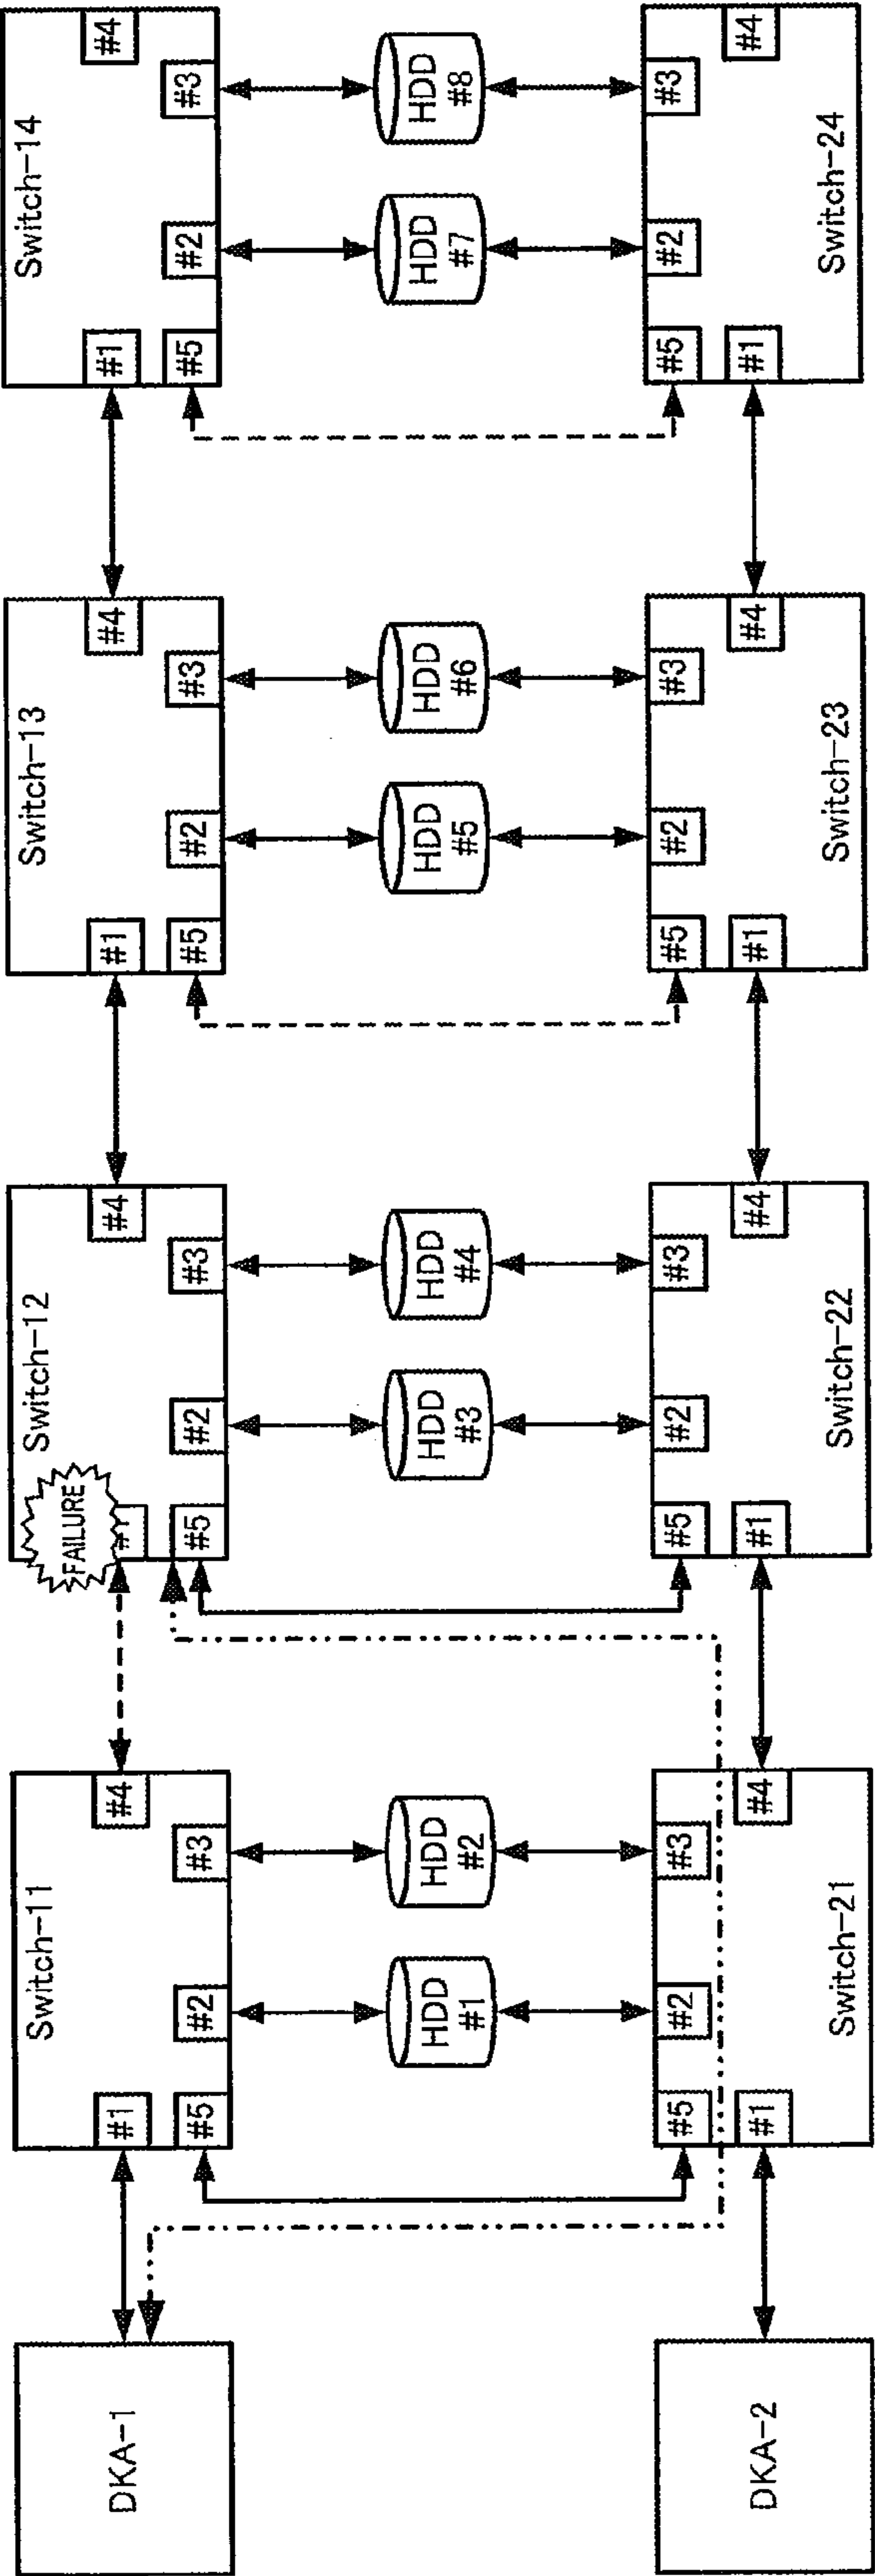 DKA-1
Switch-11
#1
#4
#5
#2
#3
Switch-12
FAILURE
#4
#5
#2
#3
Switch-13
#1
#4
#5
#2
#3
Switch-14
#1
#4
#5
#2
#3
HDD
#1
HDD
#2
HDD
#3
HDD
#4
HDD
#5
HDD
#6
HDD
#7
HDD
#8
DKA-2
#5
#2
#3
#1
#4
Switch-21
#5
#2
#3
#1
#4
Switch-22
#5
#2
#3
#1
#4
Switch-23
#5
#2
#3
#1
#4
Switch-24